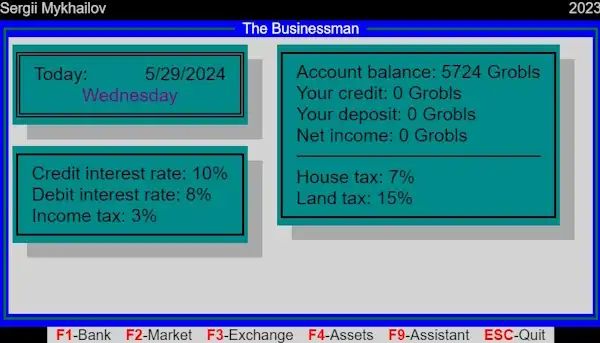 Sergii Mykhailov 2023
The Businessman
Today: 5/29/2024
Wednesday
Credit interest rate: 10%
Debit interest rate: 8%
Income tax: 3%
Account balance: 5724 Grobls
Your credit: 0 Grobls
Your deposit: 0 Grobls
Net income: 0 Grobls
House tax: 7%
Land tax: 15%
F1-Bank F2-Market F3-Exchange F4-Assets F9-Assistant ESC-Quit